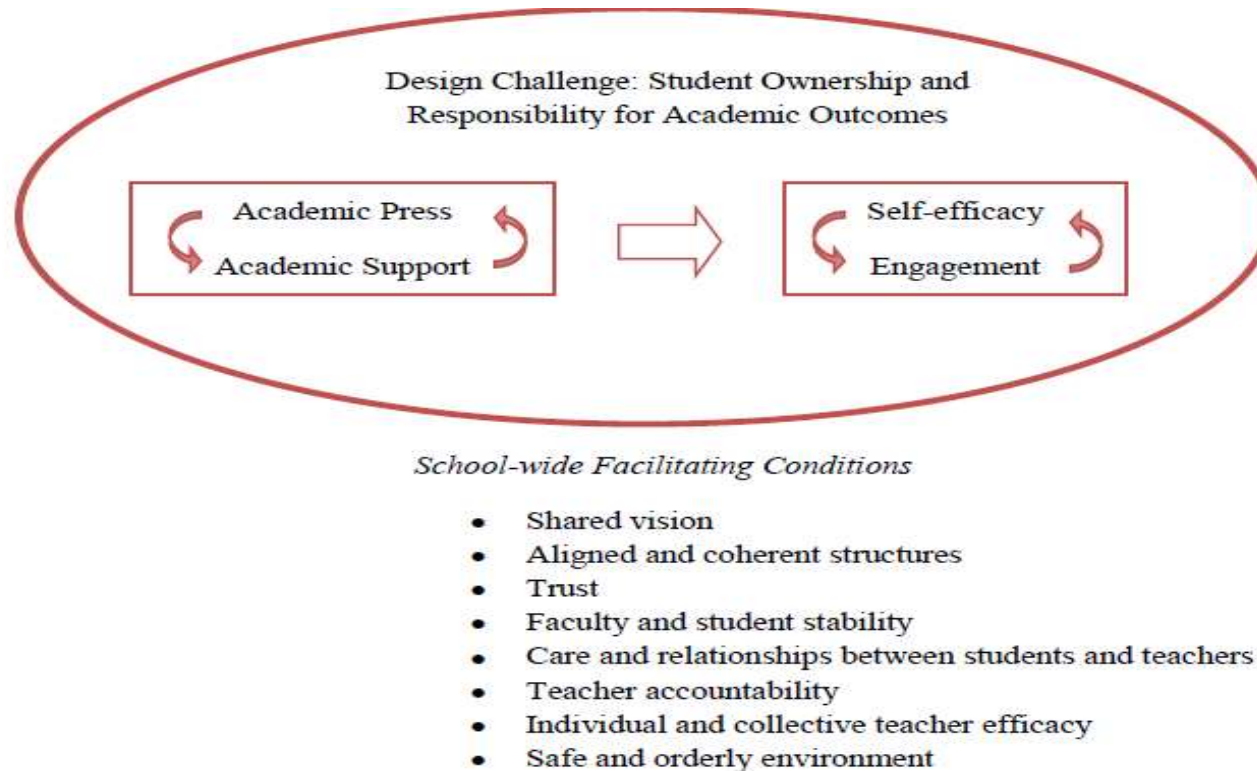 Design Challenge: Student Ownership and
Responsibility for Academic Outcomes
Academic Press
Academic Support
Self-efficacy
Engagement
School-wide Facilitating Conditions
• Shared vision
• Aligned and coherent structures
• Trust
• Faculty and student stability
• Care and relationships between students and teachers
• Teacher accountability
• Individual and collective teacher efficacy
• Safe and orderly environment